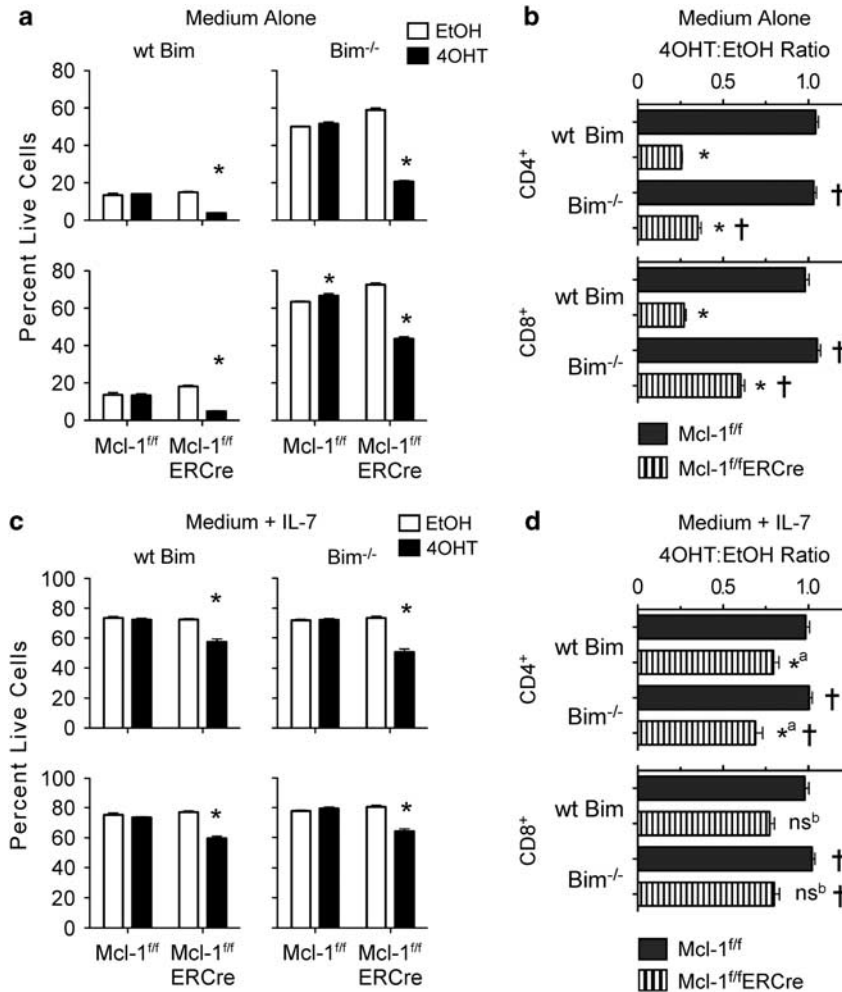 a
Medium Alone
EtOH
4OHT
wt Bim
Bim-/-
Percent Live Cells
80
60
40
20
0
*
*
80
60
40
20
0
*
*
*
Mcl-1f/f
Mcl-1f/f
ERCre
Mcl-1f/f
Mcl-1f/f
ERCre
b
Medium Alone
4OHT:EtOH Ratio
0
0.5
1.0
CD4+
wt Bim
*
Bim-/-
†
* †
CD8+
wt Bim
*
Bim-/-
†
* †
Mcl-1f/f
Mcl-1f/fERCre
c
Medium + IL-7
EtOH
4OHT
wt Bim
Bim-/-
Percent Live Cells
100
80
60
40
20
0
*
*
100
80
60
40
20
0
*
*
Mcl-1f/f
Mcl-1f/f
ERCre
Mcl-1f/f
Mcl-1f/f
ERCre
d
Medium + IL-7
4OHT:EtOH Ratio
0
0.5
1.0
CD4+
wt Bim
*a
Bim-/-
†
*a †
CD8+
wt Bim
nsb
Bim-/-
†
nsb †
Mcl-1f/f
Mcl-1f/fERCre